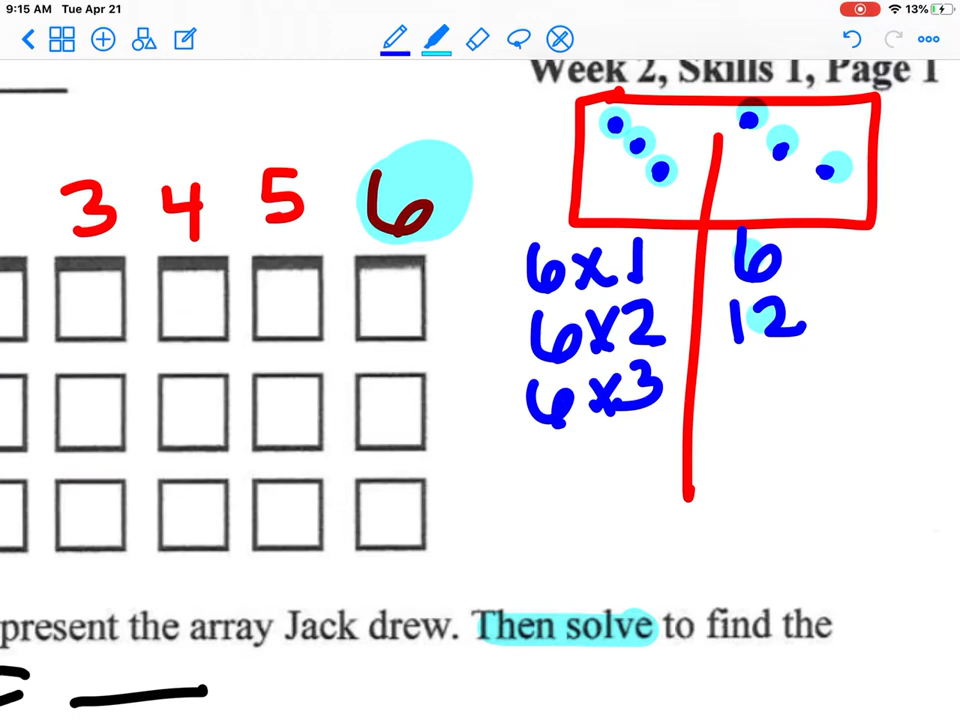 9:15 AM Tue Apr 21 13%
Week 2, Skills 1, Page 1
3 4 5 6
6x1 6
6x2 12
6x3
present the array Jack drew. Then solve to find the
=